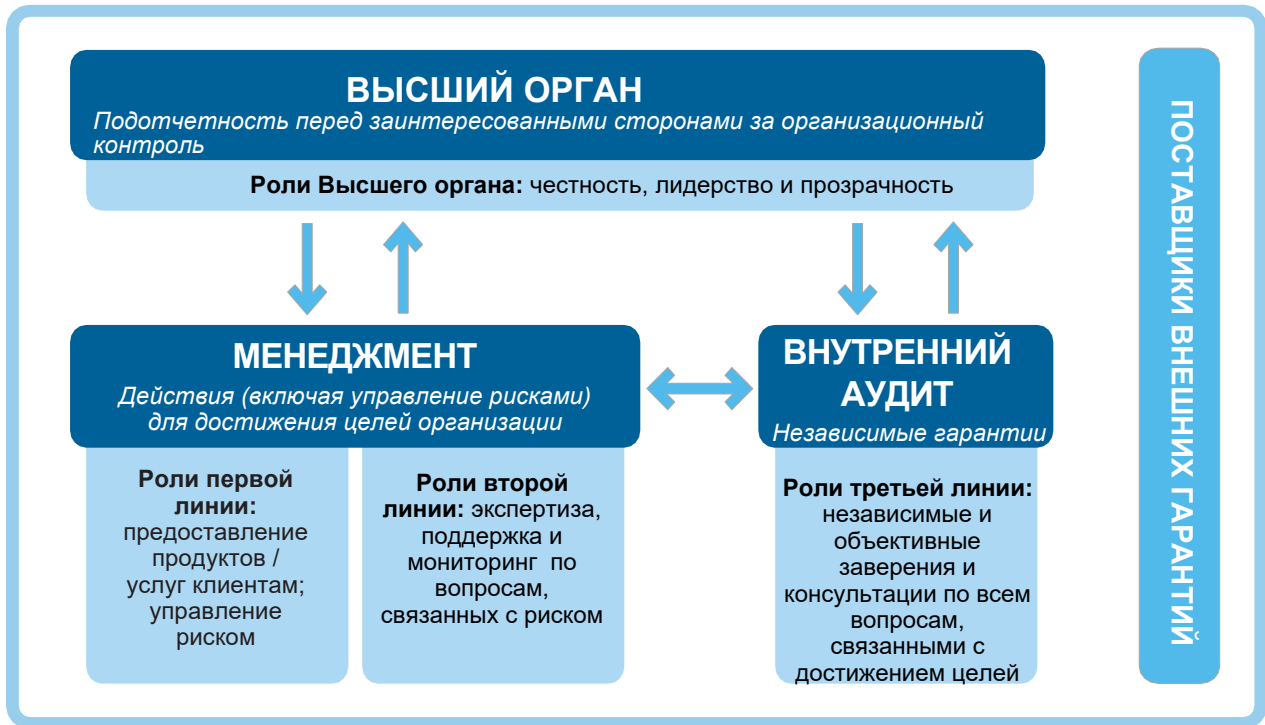 ВЫСШИЙ ОРГАН
Подотчетность перед заинтересованными сторонами за организационный
контроль
Роли Высшего органа: честность, лидерство и прозрачность
МЕНЕДЖМЕНТ
Действия (включая управление рисками)
для достижения целей организации
Роли первой
линии:
предоставление
продуктов /
услуг клиентам;
управление
риском
Роли второй
линии: экспертиза,
поддержка и
мониторинг по
вопросам,
связанных с риском
ВНУТРЕННИЙ
АУДИТ
Независимые гарантии
Роли третьей линии:
независимые и
объективные
заверения и
консультации по всем
вопросам,
связанными с
достижением целей
ПОСТАВЩИКИ ВНЕШНИХ ГАРАНТИЙ